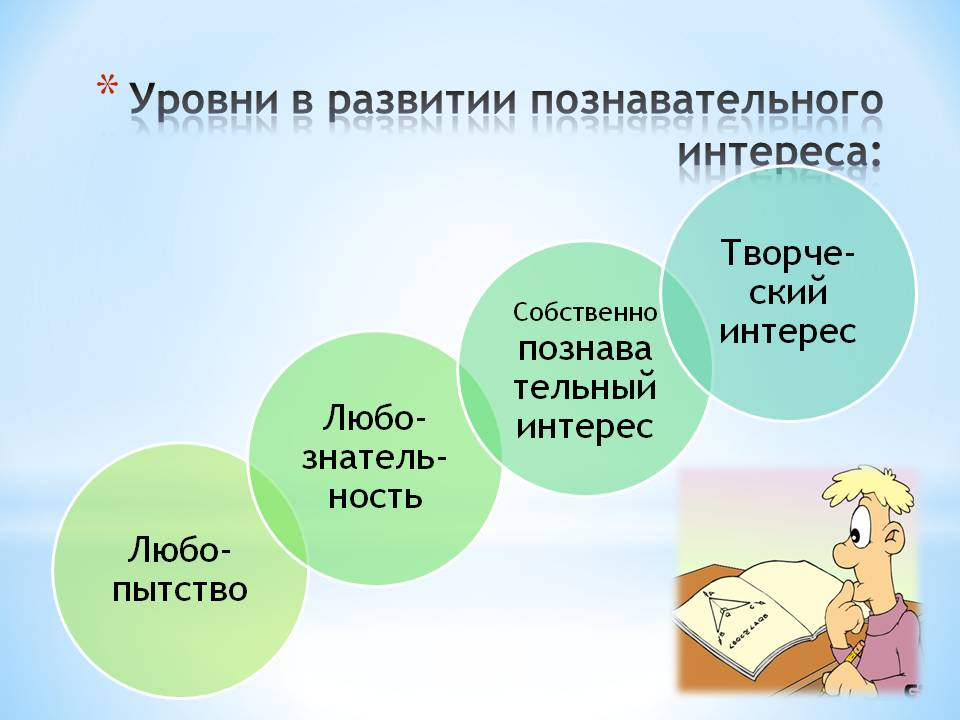 * Уровни в развитии познавательного
интереса:
Любо-
пытство
Любо-
знатель-
ность
Собственно
познава
тельный
интерес
Творче-
ский
интерес